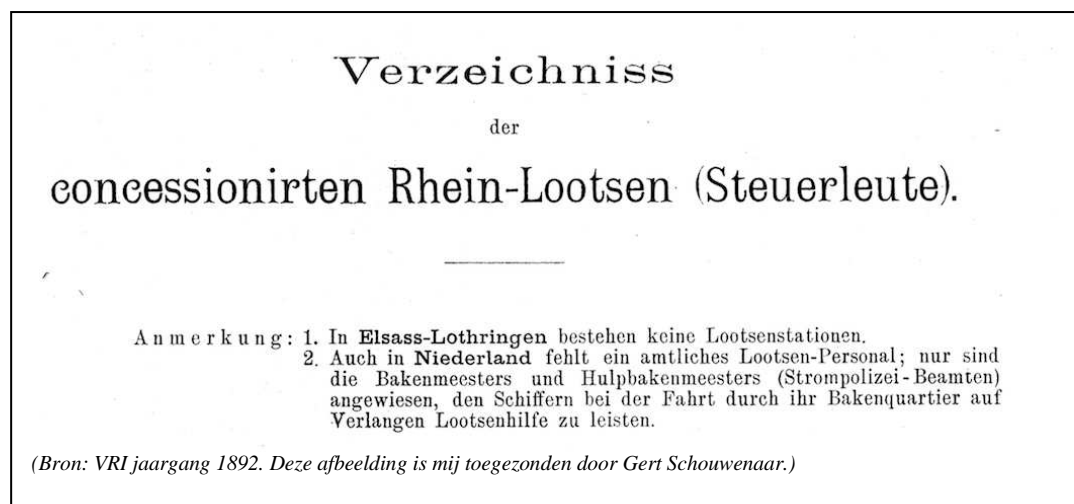 Verzeichniss
der
concessionirten Rhein-Lootsen (Steuerleute).
Anmerkung: 1. In Elsass-Lothringen bestehen keine Lootsenstationen.
2. Auch in Niederland fehlt ein amtliches Lootsen-Personal; nur sind
die Bakenmeesters und Hulpbakenmeesters (Strompolizei-Beamten)
angewiesen, den Schiffern bei der Fahrt durch ihr Bakenquartier auf
Verlangen Lootsenhilfe zu leisten.
(Bron: VRI jaargang 1892. Deze afbeelding is mij toegezonden door Gert Schouwenaar.)